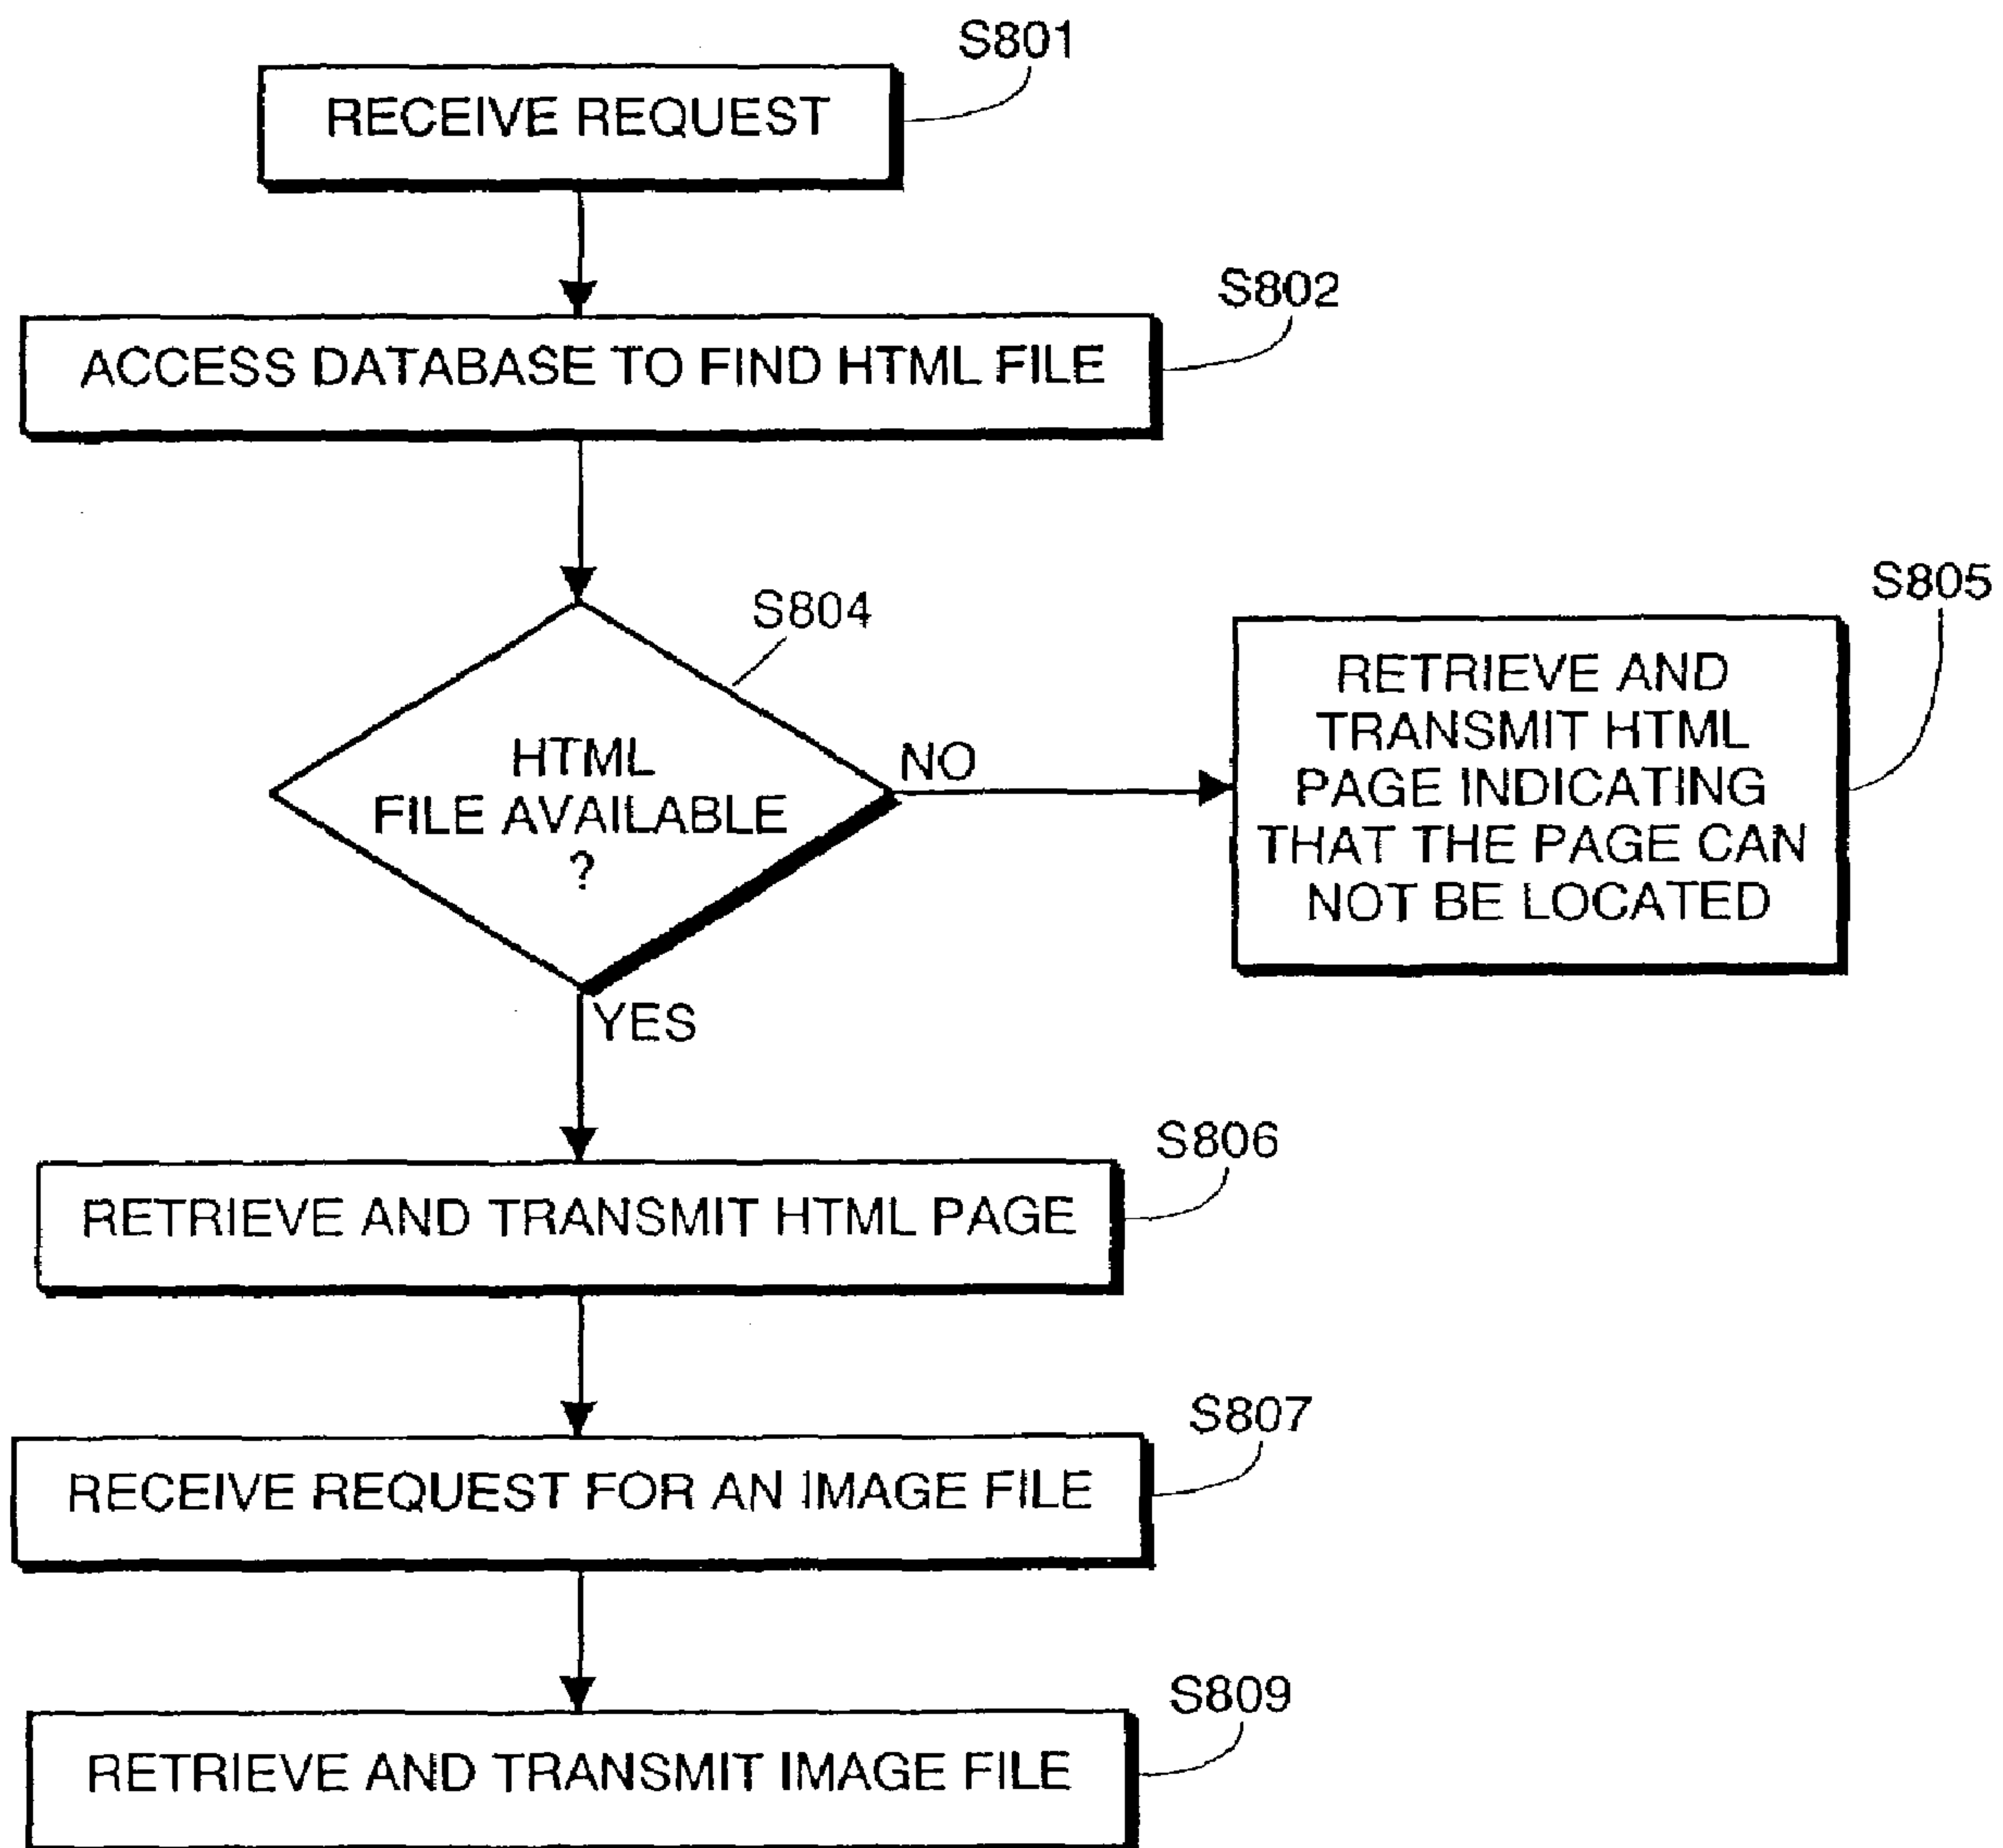 S801
RECEIVE REQUEST
S802
ACCESS DATABASE TO FIND HTML FILE
S804
HTML
FILE AVAILABLE
?
NO
S805
RETRIEVE AND
TRANSMIT HTML
PAGE INDICATING
THAT THE PAGE CAN
NOT BE LOCATED
YES
S806
RETRIEVE AND TRANSMIT HTML PAGE
S807
RECEIVE REQUEST FOR AN IMAGE FILE
S809
RETRIEVE AND TRANSMIT IMAGE FILE